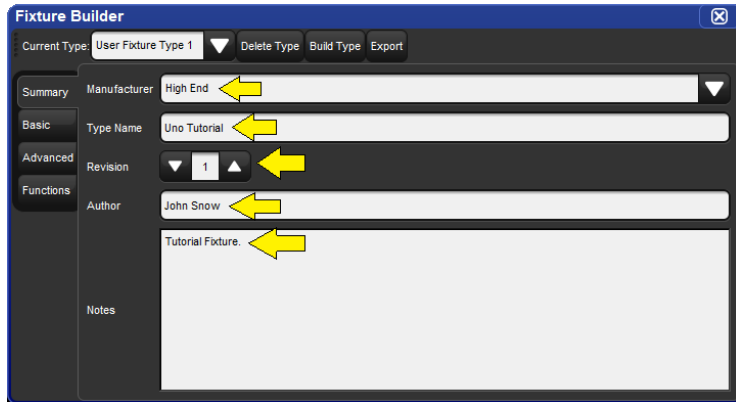 Fixture Builder
Current Type: User Fixture Type 1 Delete Type Build Type Export
Summary Manufacturer High End
Basic Type Name Uno Tutorial
Advanced Revision 1
Functions Author John Snow
Notes Tutorial Fixture.